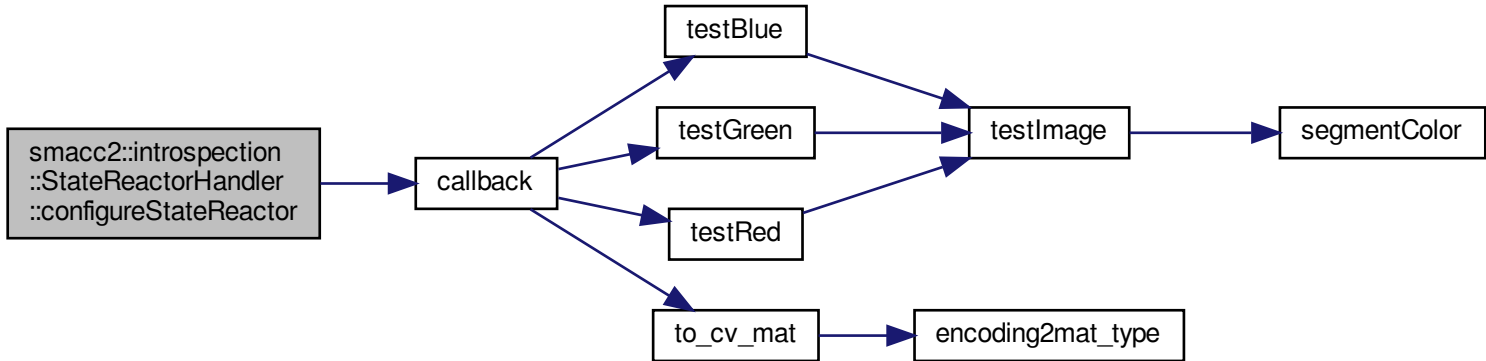 smacc2::introspection
::StateReactorHandler
::configureStateReactor
callback
testBlue
testGreen
testRed
to_cv_mat
testImage
encoding2mat_type
segmentColor